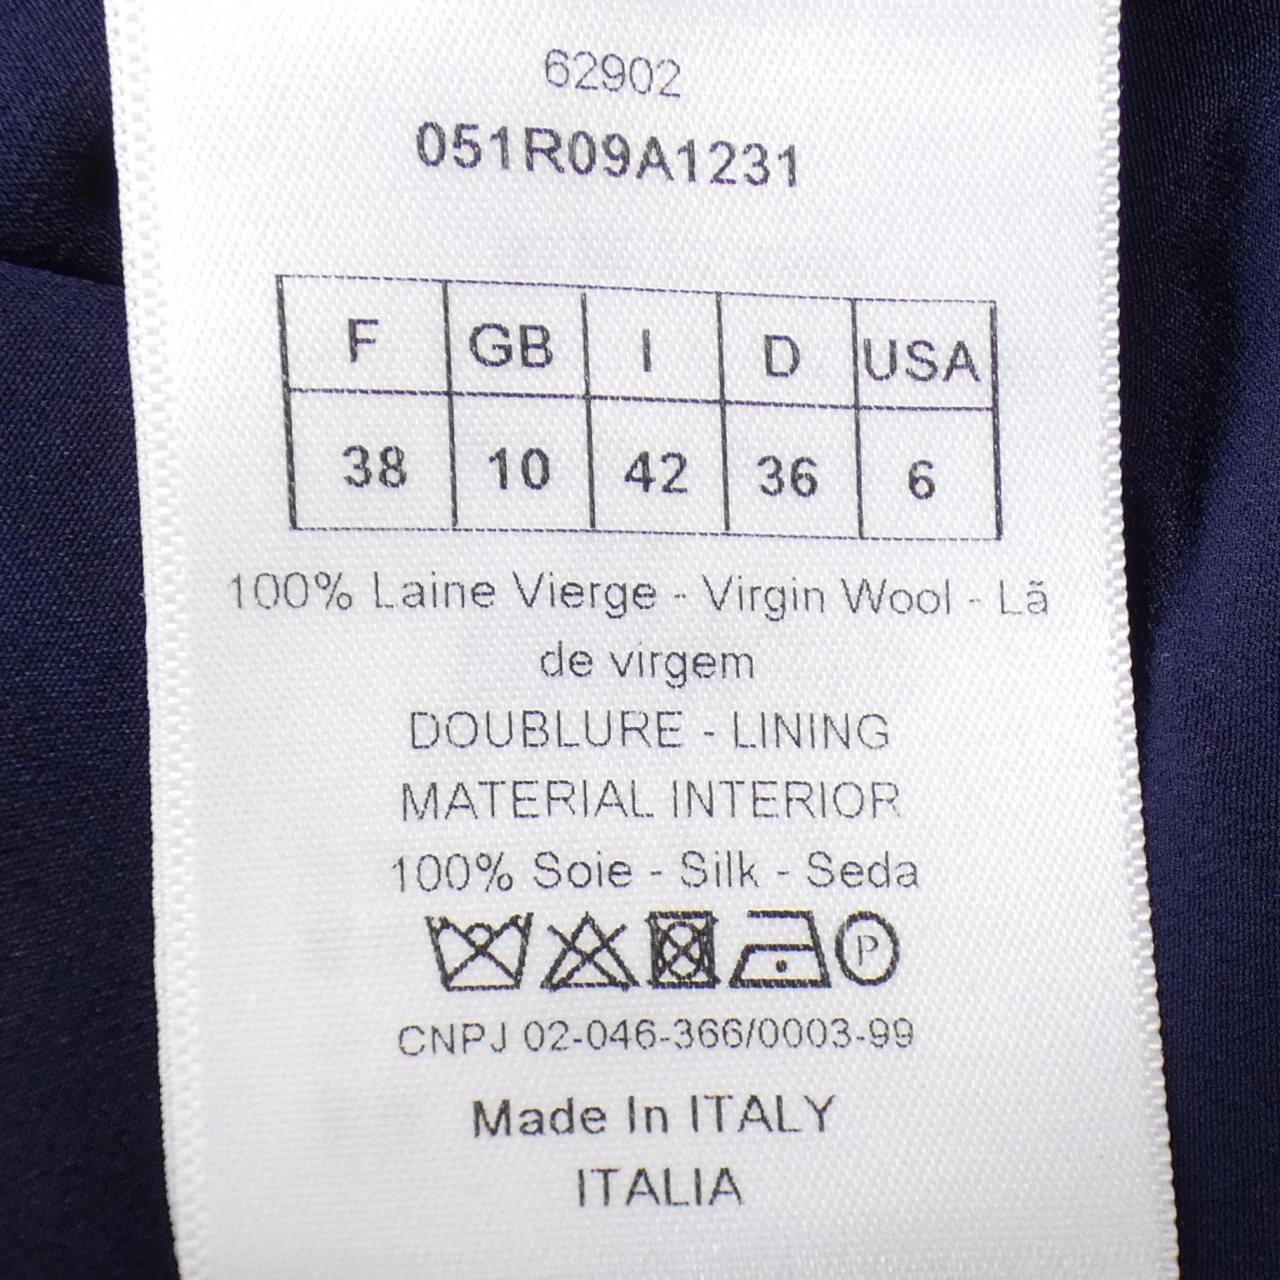 62902
051R09A1231
F GB I D USA
38 10 42 36 6
100% Laine Vierge - Virgin Wool - Lã
de virgem
DOUBLURE - LINING
MATERIAL INTERIOR
100% Soie - Silk - Seda
P
CNPJ 02-046-366/0003-99
Made In ITALY
ITALIA